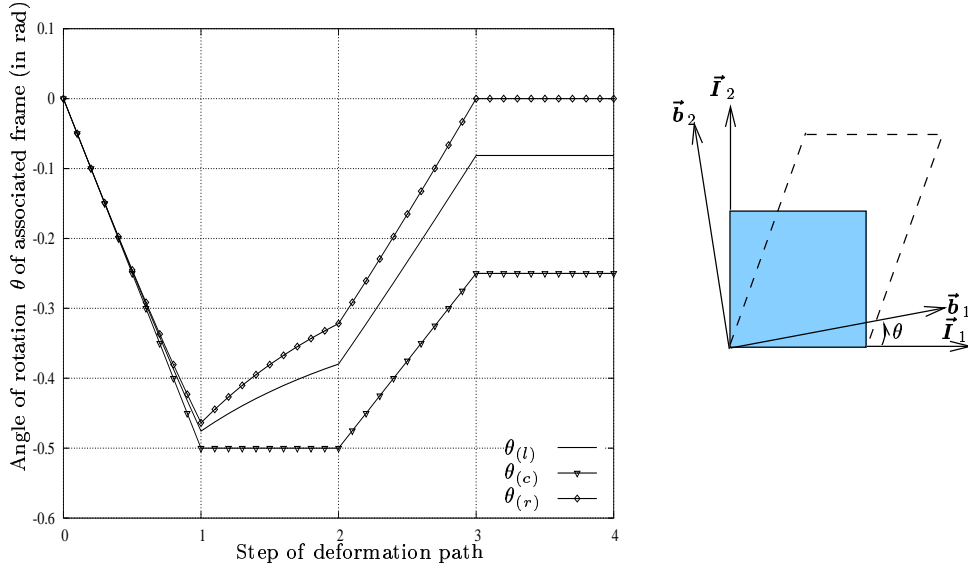 Angle of rotation θ of associated frame (in rad)
0.1
0
-0.1
-0.2
-0.3
-0.4
-0.5
-0.6
0 1 2 3 4
Step of deformation path
θ(l)
θ(c)
θ(r)
I⃗ 2
b⃗ 2
b⃗ 1
I⃗ 1
θ